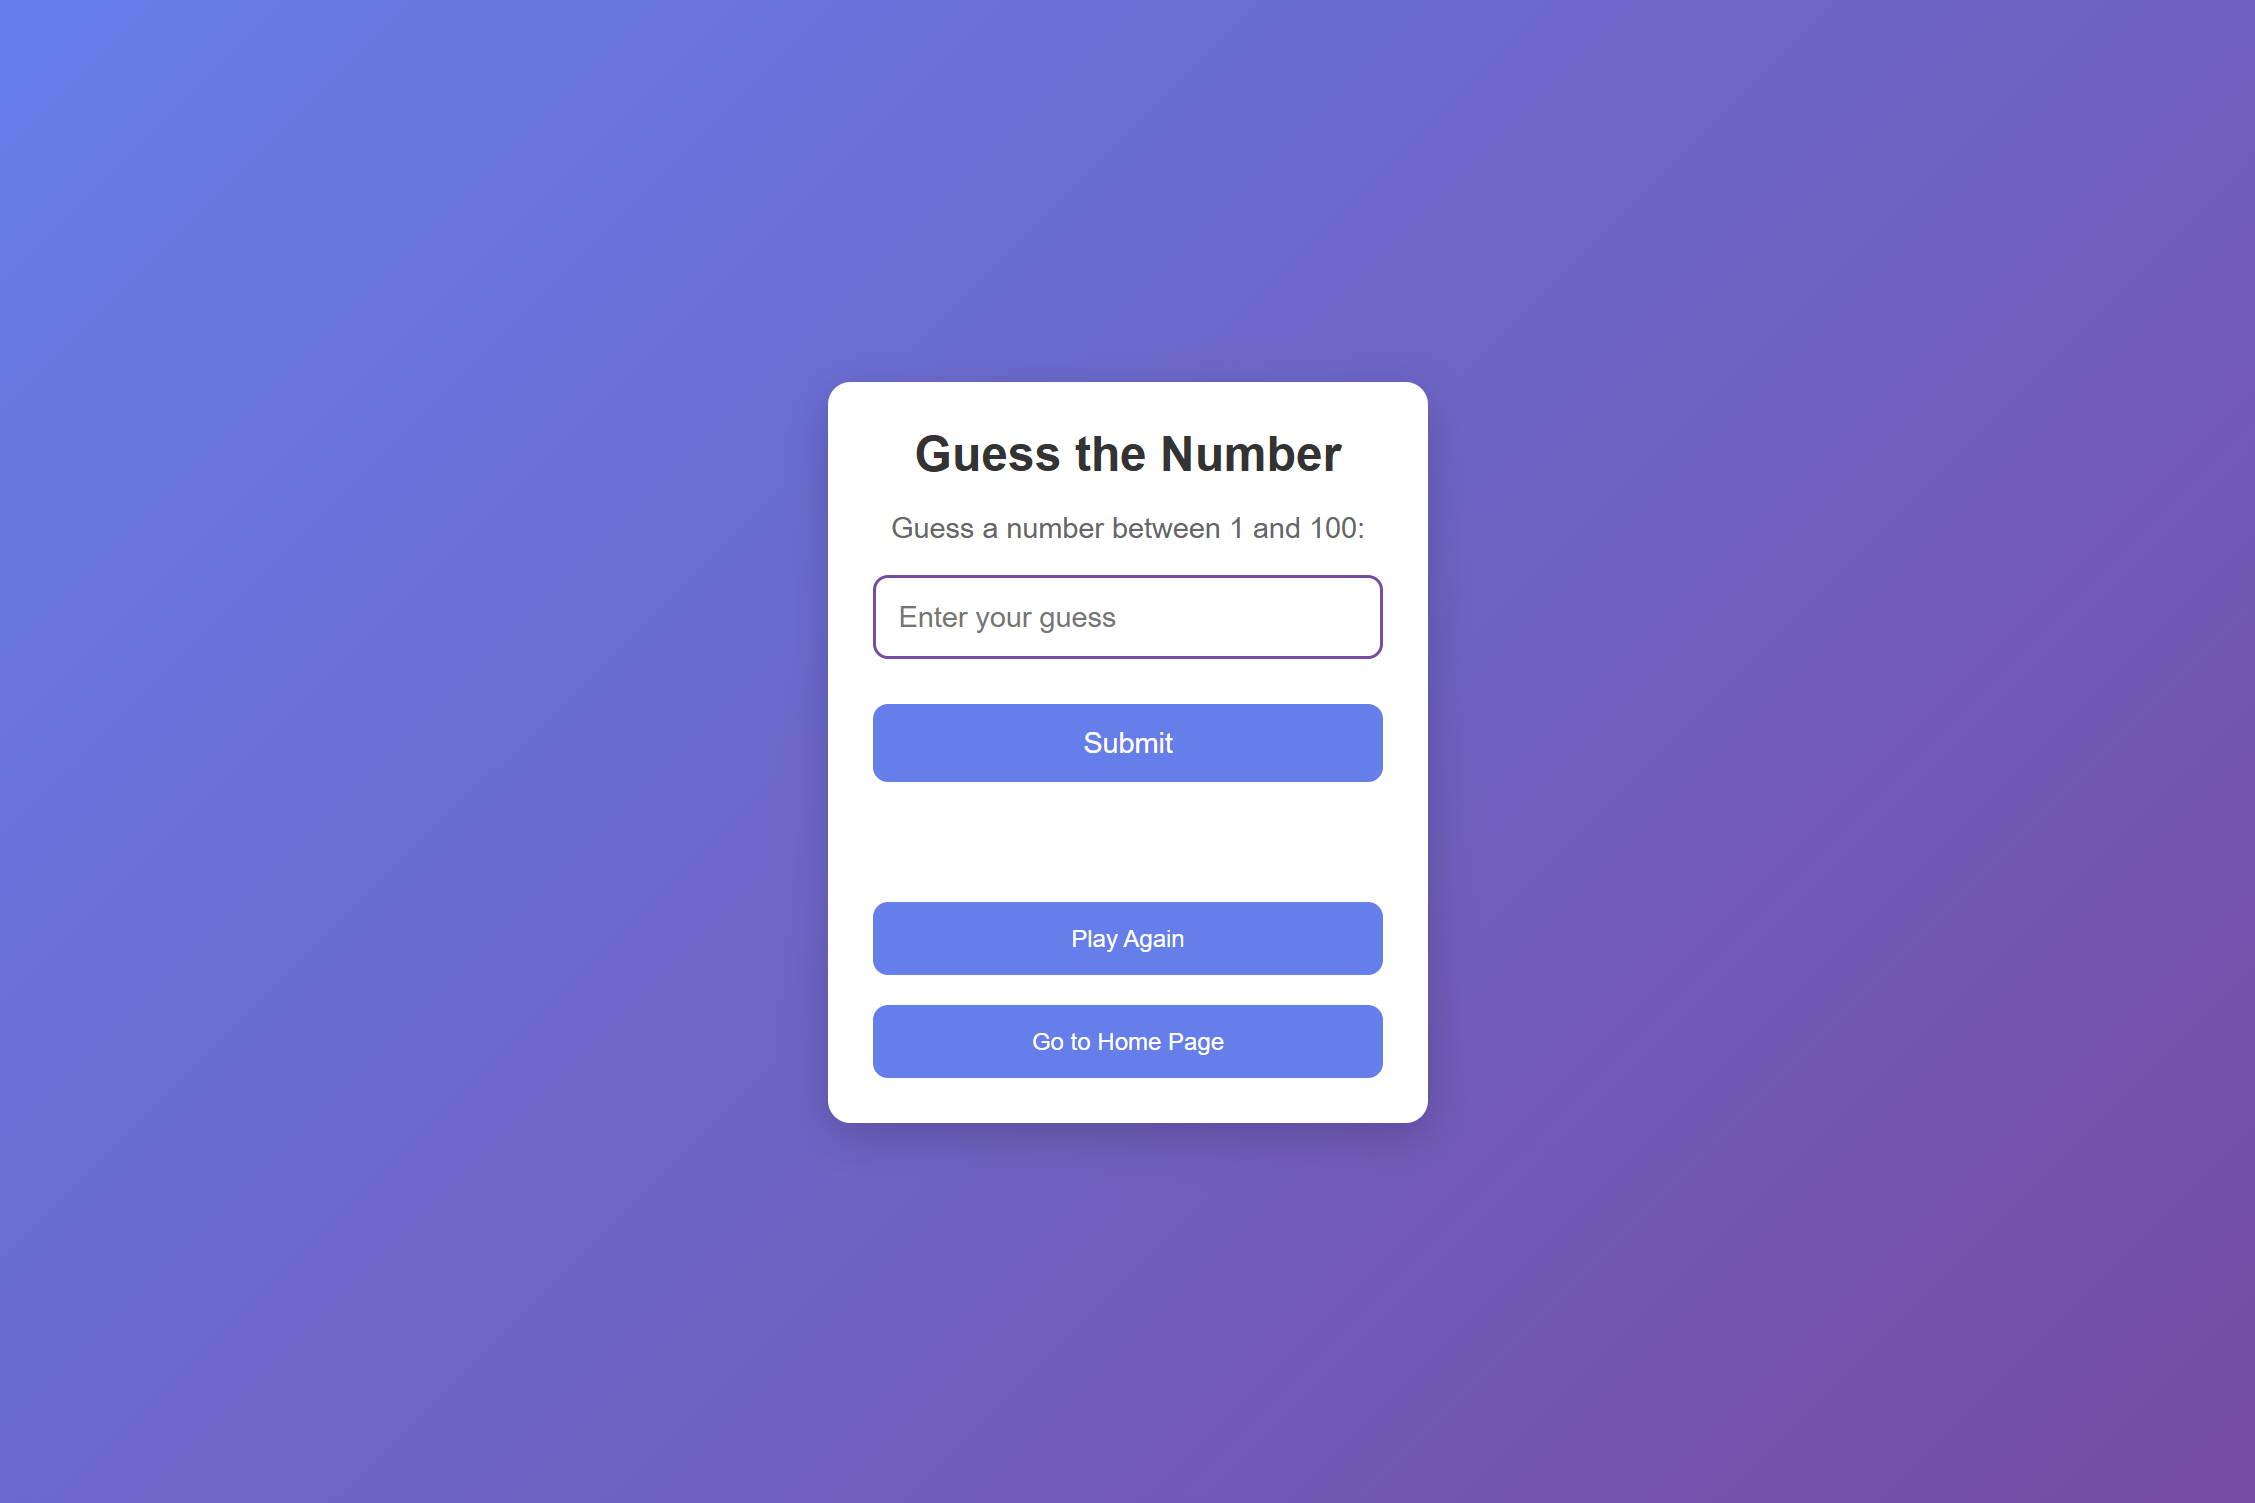 Guess the Number
Guess a number between 1 and 100:
Enter your guess
Submit
Play Again
Go to Home Page